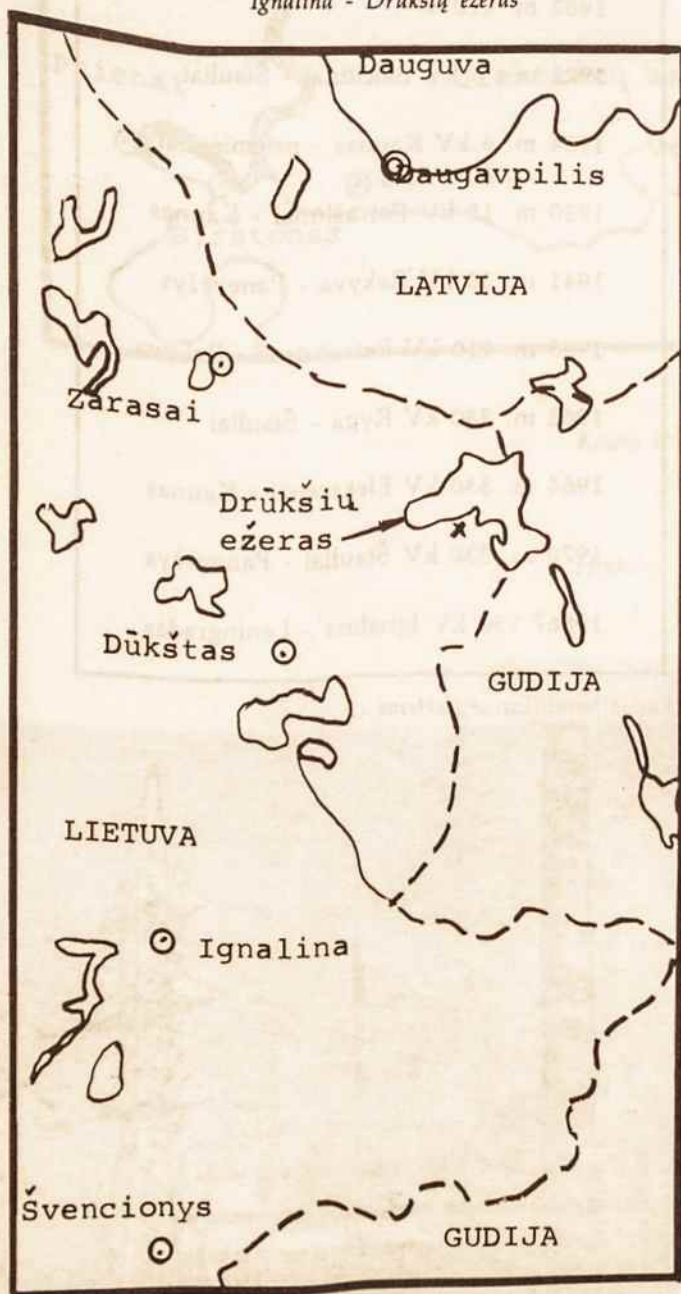 Ignalina - Drūkšių ežeras
Dauguva
Daugavpilis
LATVIJA
Zarasai
Drūkšiu
ežeras
x
Dūkštas
GUDIJA
LIETUVA
Ignalina
Švencionys
GUDIJA